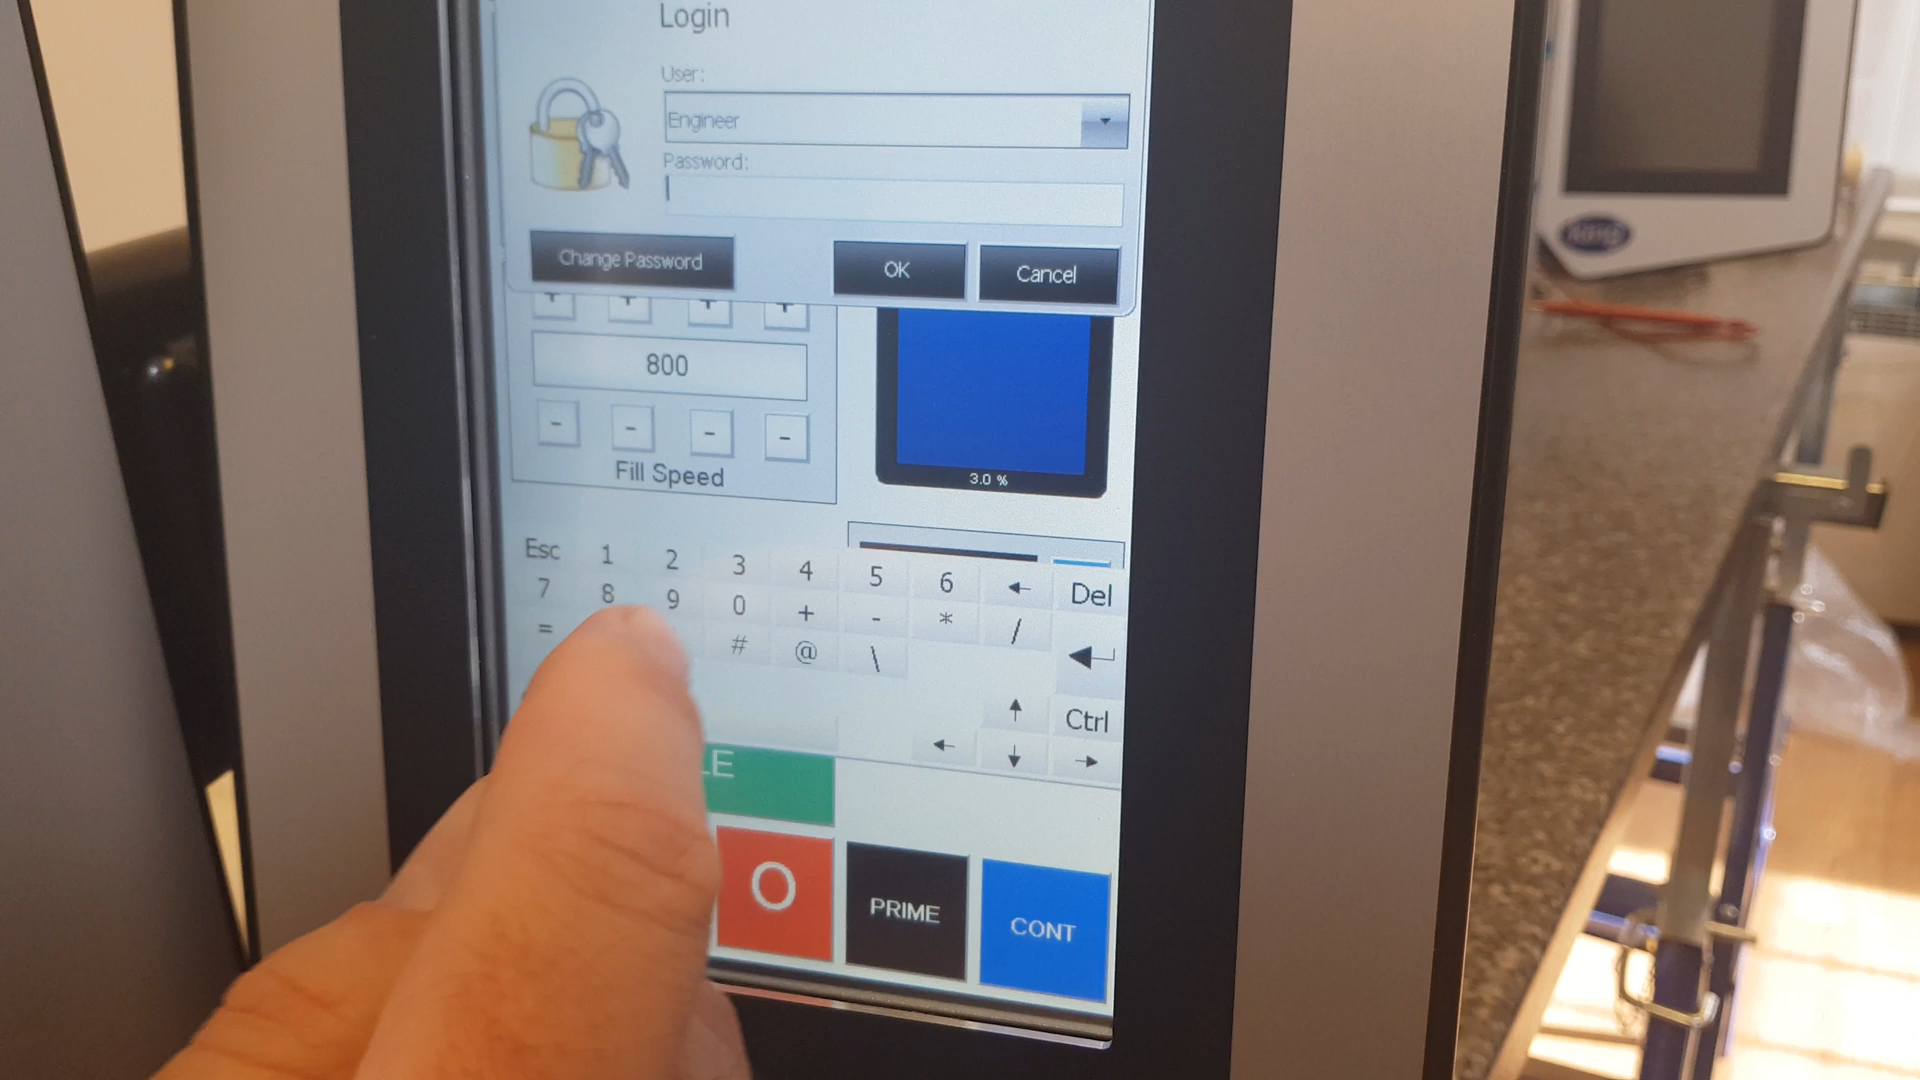 Login
User:
Engineer
Password:
Change Password
OK
Cancel
+ + + +
800
- - - -
Fill Speed
3.0 %
Esc 1 2 3 4 5 6 ← Del
7 8 9 0 + - * /
= # @ \
↑ Ctrl
← ↓ →
LE
O
PRIME
CONT